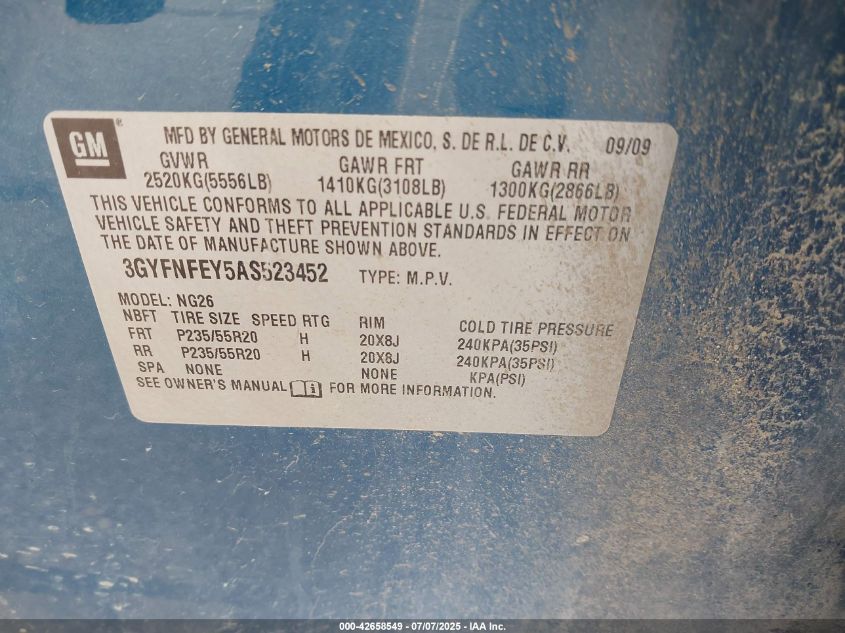 GM®
MFD BY GENERAL MOTORS DE MEXICO, S. DE R.L. DE C.V. 09/09
GVWR GAWR FRT GAWR RR
2520KG(5556LB) 1410KG(3108LB) 1300KG(2866LB)
THIS VEHICLE CONFORMS TO ALL APPLICABLE U.S. FEDERAL MOTOR
VEHICLE SAFETY AND THEFT PREVENTION STANDARDS IN EFFECT ON
THE DATE OF MANUFACTURE SHOWN ABOVE.
3GYFNFEY5AS523452 TYPE: M.P.V.
MODEL: NG26
NBFT TIRE SIZE SPEED RTG RIM COLD TIRE PRESSURE
FRT P235/55R20 H 20X8J 240KPA(35PSI)
RR P235/55R20 H 20X8J 240KPA(35PSI)
SPA NONE NONE KPA(PSI)
SEE OWNER'S MANUAL FOR MORE INFORMATION.
000-42658549 - 07/07/2025 - IAA Inc.